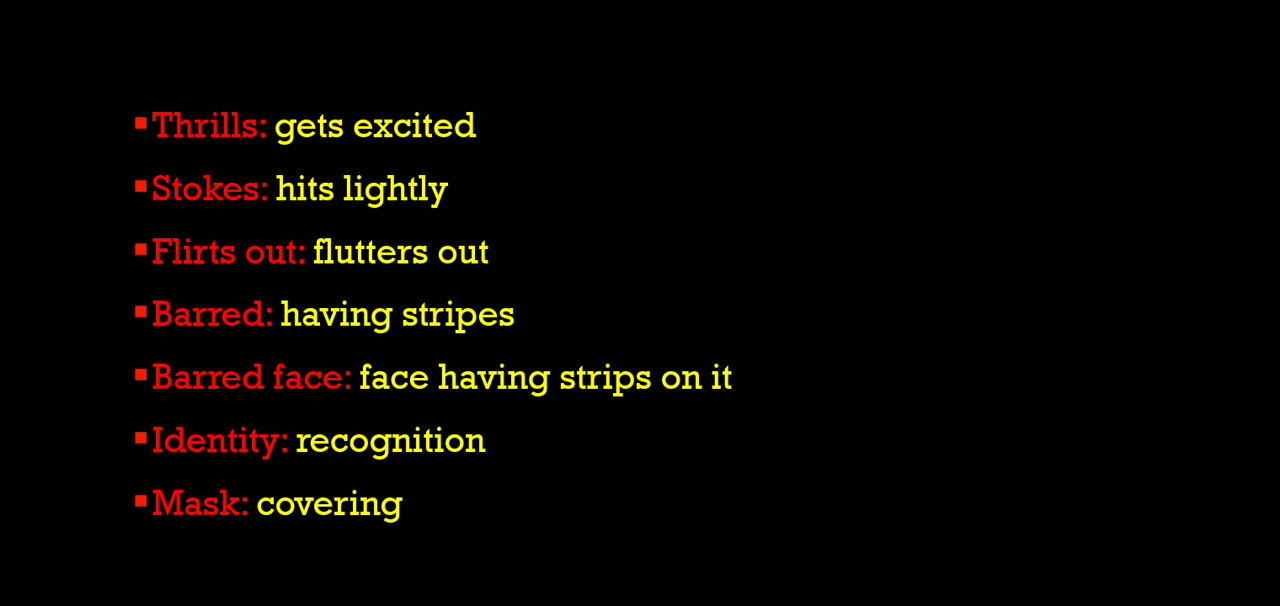 ▪Thrills: gets excited
▪Stokes: hits lightly
▪Flirts out: flutters out
▪Barred: having stripes
▪Barred face: face having strips on it
▪Identity: recognition
▪Mask: covering